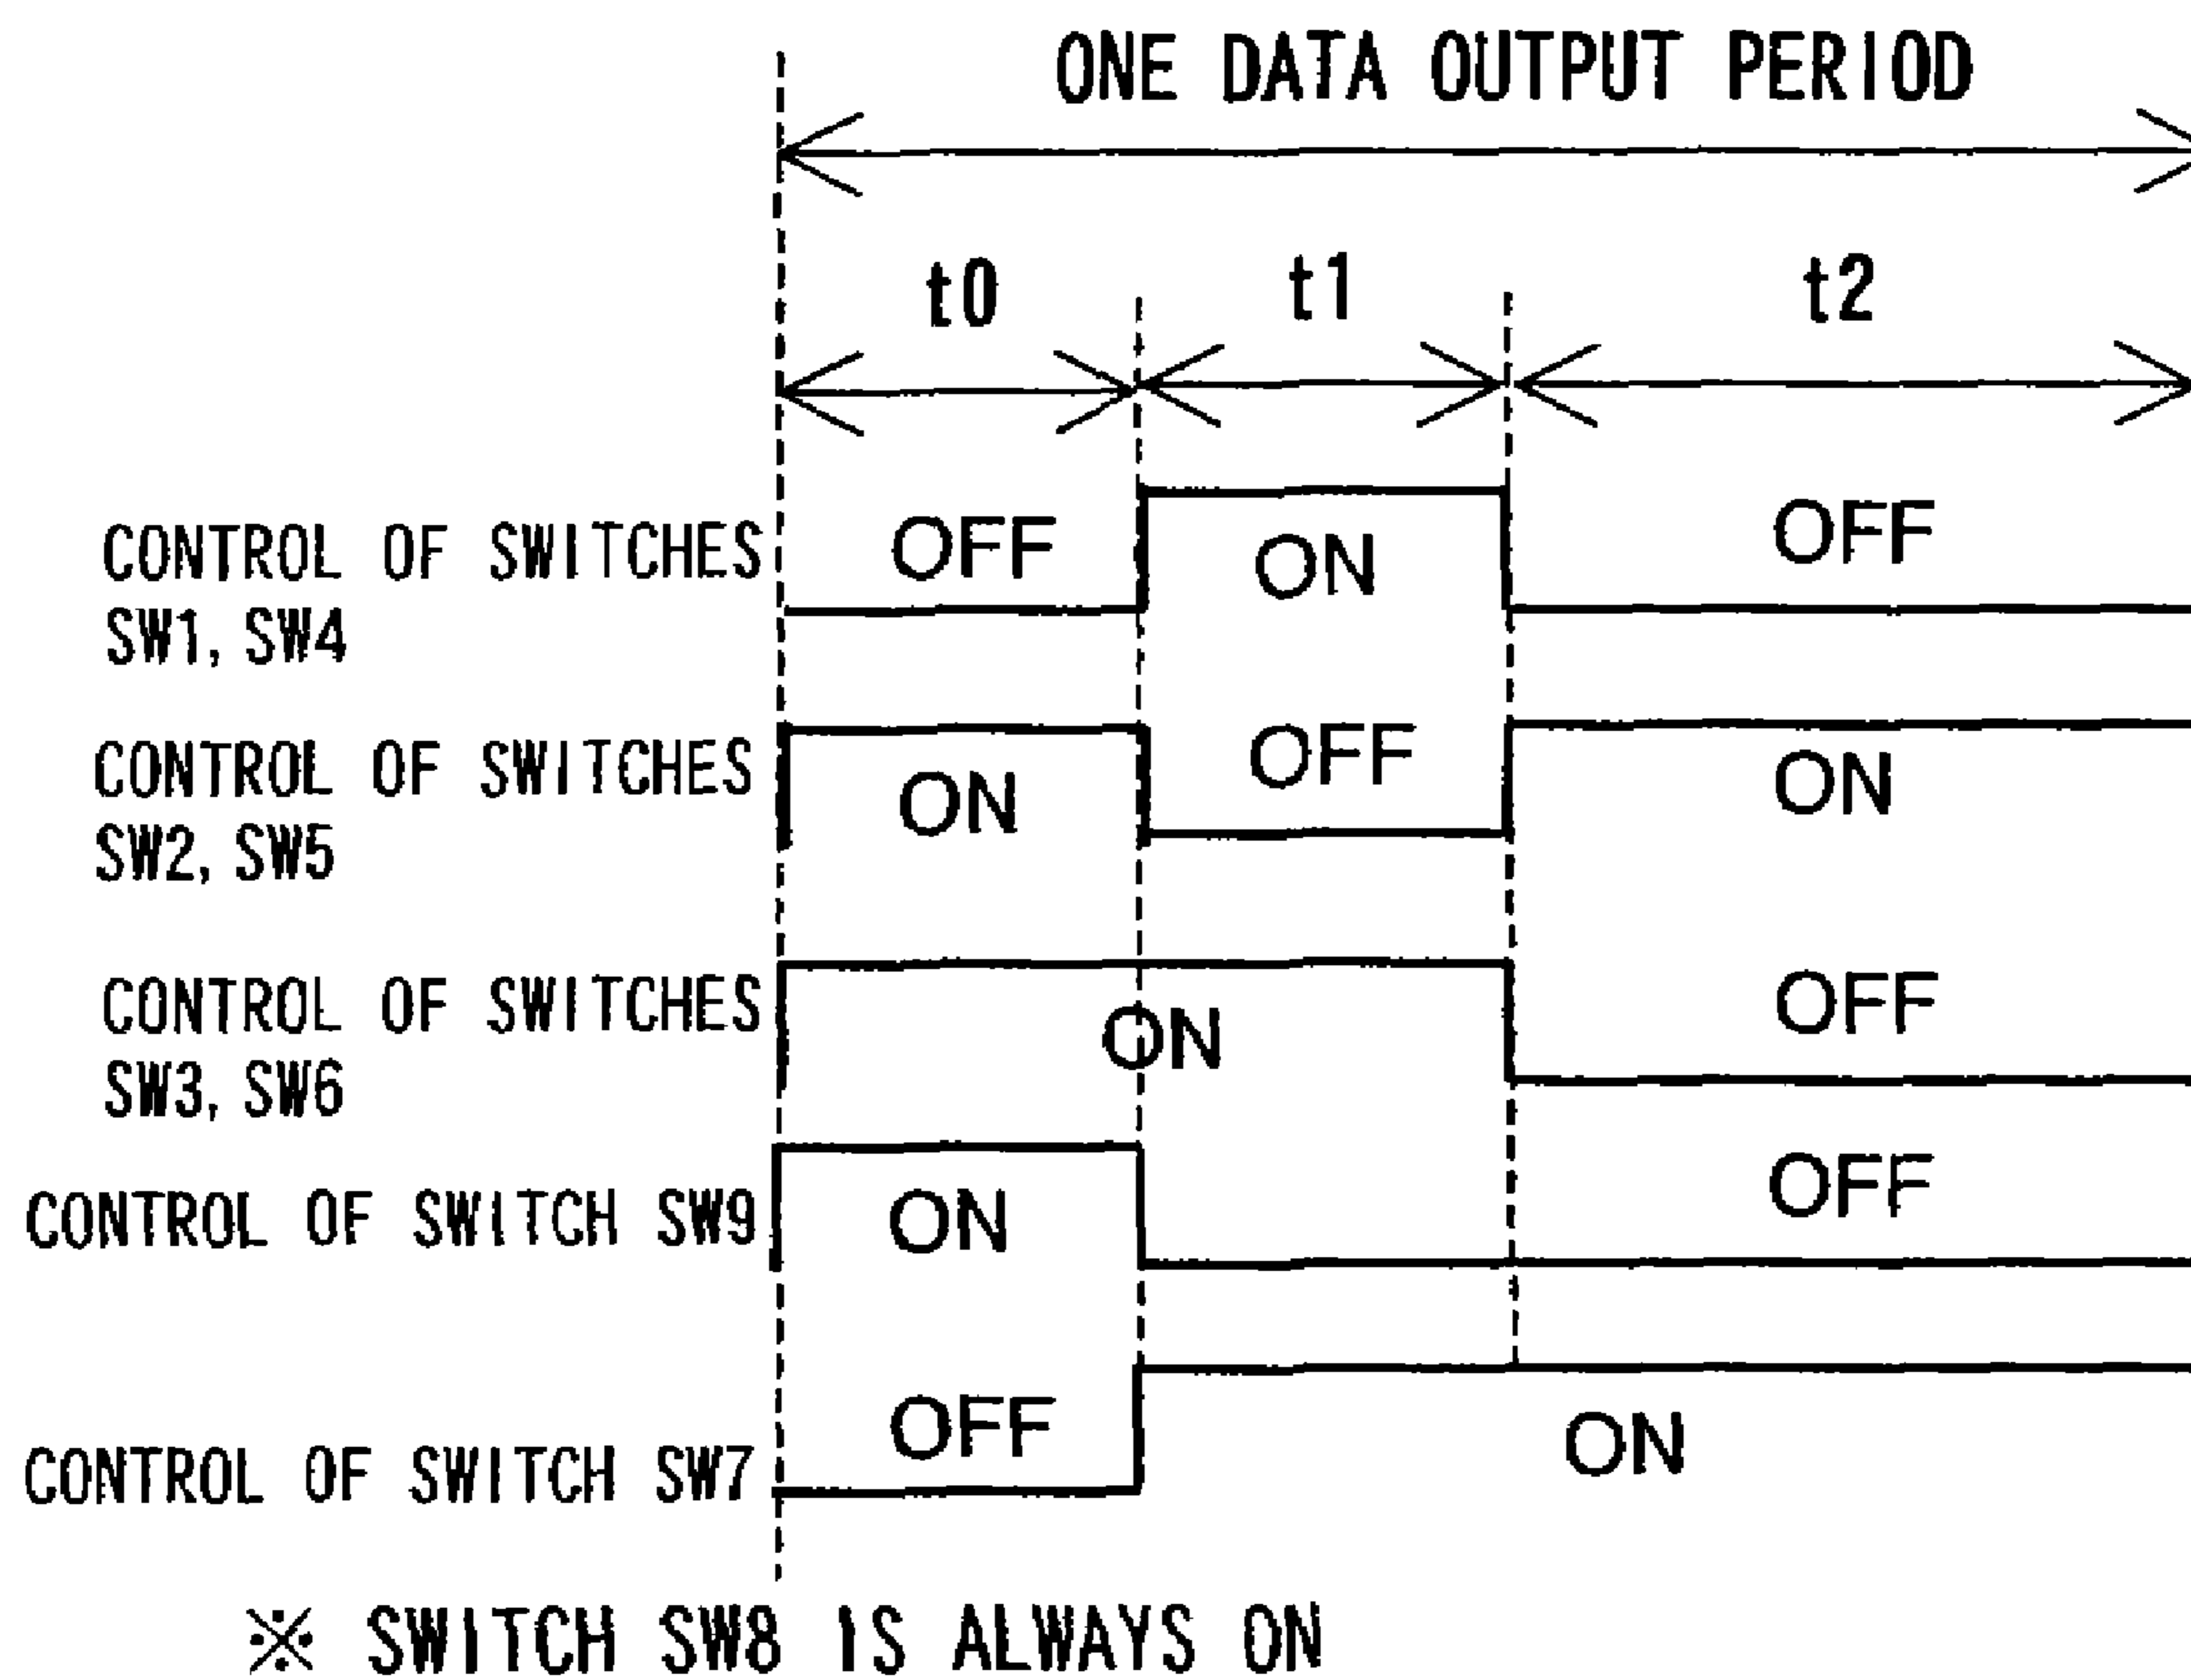 ONE DATA OUTPUT PERIOD
t0 t1 t2
CONTROL OF SWITCHES
SW1, SW4
OFF ON OFF
CONTROL OF SWITCHES
SW2, SW5
ON OFF ON
CONTROL OF SWITCHES
SW3, SW6
ON OFF
CONTROL OF SWITCH SW9
ON OFF
CONTROL OF SWITCH SW7
OFF ON
※ SWITCH SW8 IS ALWAYS ON